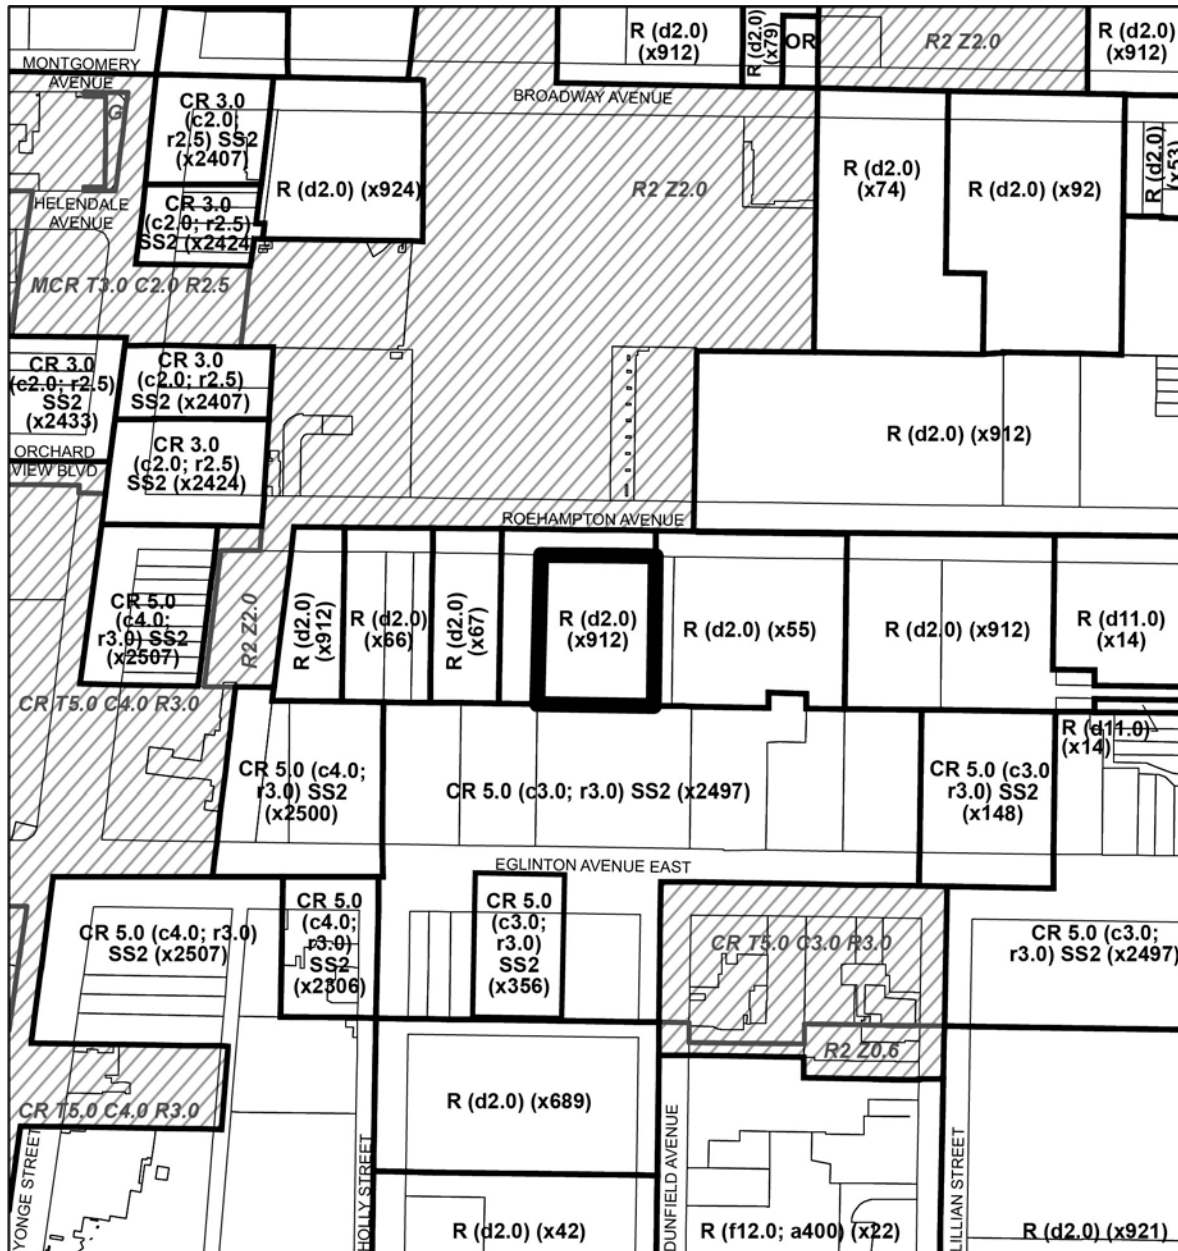 R (d2.0)
(x912)
R (d2.0)
(x79)
OR
R2 Z2.0
R (d2.0)
(x912)
MONTGOMERY
AVENUE
BROADWAY AVENUE
G
CR 3.0
(c2.0;
r2.5) SS2
(x2407)
R (d2.0) (x924)
R2 Z2.0
R (d2.0)
(x74)
R (d2.0) (x92)
R (d2.0)
(x53)
HELENDALE
AVENUE
CR 3.0
(c2.0; r2.5)
SS2 (x2424)
MCR T3.0 C2.0 R2.5
CR 3.0
(c2.0; r2.5)
SS2
(x2433)
CR 3.0
(c2.0; r2.5)
SS2 (x2407)
R (d2.0) (x912)
ORCHARD
VIEW BLVD
CR 3.0
(c2.0; r2.5)
SS2 (x2424)
ROEHAMPTON AVENUE
CR 5.0
(c4.0;
r3.0) SS2
(x2507)
R2 Z2.0
R (d2.0)
(x912)
R (d2.0)
(x66)
R (d2.0)
(x67)
R (d2.0)
(x912)
R (d2.0) (x55)
R (d2.0) (x912)
R (d11.0)
(x14)
CR T5.0 C4.0 R3.0
R (d11.0)
(x14)
CR 5.0 (c4.0;
r3.0) SS2
(x2500)
CR 5.0 (c3.0; r3.0) SS2 (x2497)
CR 5.0 (c3.0
r3.0) SS2
(x148)
EGLINTON AVENUE EAST
CR 5.0 (c4.0; r3.0)
SS2 (x2507)
CR 5.0
(c4.0;
r3.0)
SS2
(x2306)
CR 5.0
(c3.0;
r3.0)
SS2
(x356)
CR T5.0 C3.0 R3.0
CR 5.0 (c3.0;
r3.0) SS2 (x2497)
R2 Z0.6
CR T5.0 C4.0 R3.0
R (d2.0) (x689)
YONGE STREET
HOLLY STREET
DUNFIELD AVENUE
LILLIAN STREET
R (d2.0) (x42)
R (f12.0; a400) (x22)
R (d2.0) (x921)